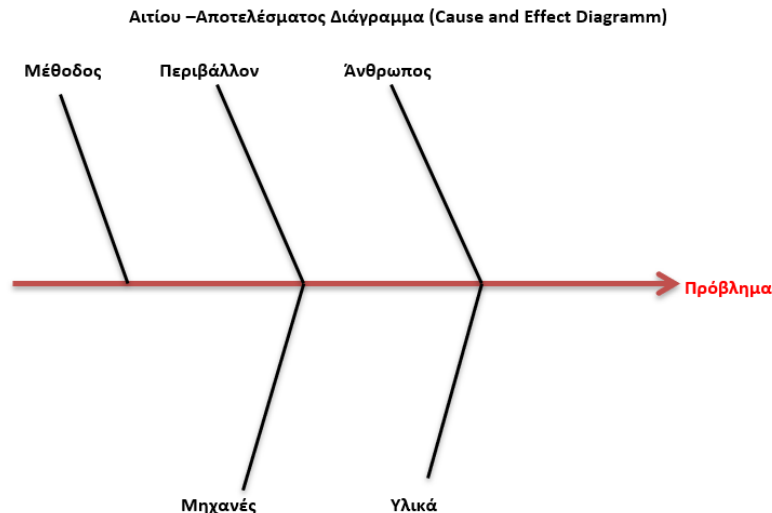 Αιτίου –Αποτελέσματος Διάγραμμα (Cause and Effect Diagramm)
Μέθοδος
Περιβάλλον
Άνθρωπος
Πρόβλημα
Μηχανές
Υλικά